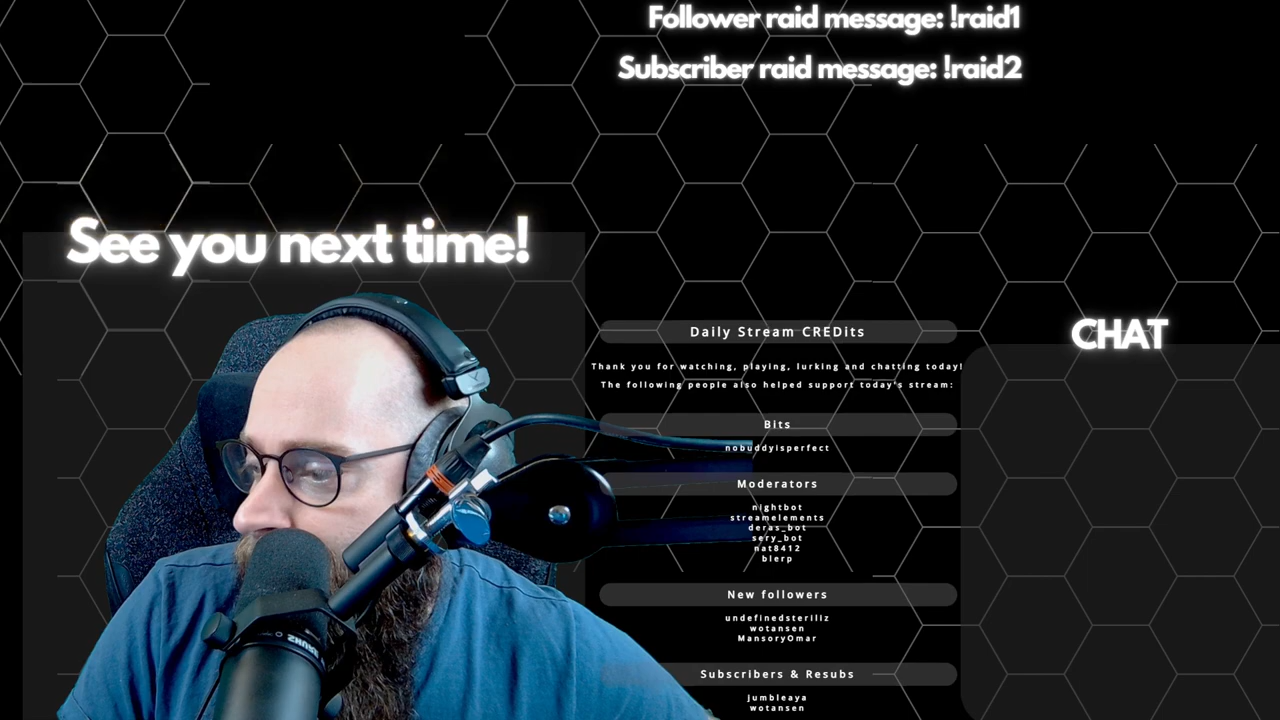 Follower raid message: !raid1
Subscriber raid message: !raid2
See you next time!
Daily Stream CREDits
Thank you for watching, playing, lurking and chatting today!
The following people also helped support today's stream:
Bits
nobuddyisperfect
Moderators
nightbot
streamelements
deras_bot
sery_bot
nat8412
blerp
New followers
undefinedsteriliz
wotansen
MansoryOmar
Subscribers & Resubs
jumbleaya
wotansen
CHAT